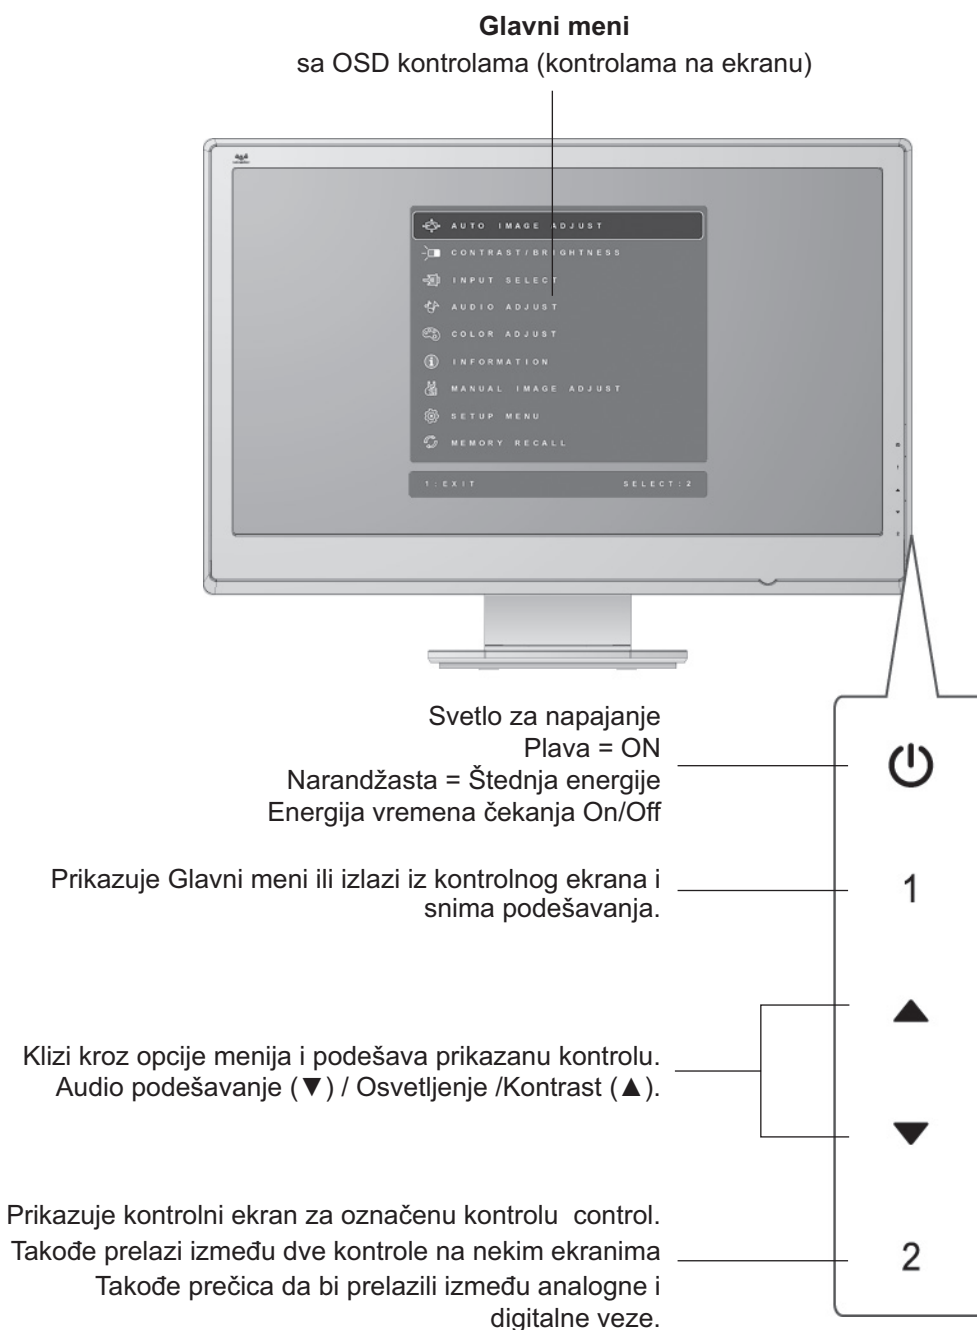 Glavni meni
sa OSD kontrolama (kontrolama na ekranu)
AUTO IMAGE ADJUST
CONTRAST/BRIGHTNESS
INPUT SELECT
AUDIO ADJUST
COLOR ADJUST
INFORMATION
MANUAL IMAGE ADJUST
SETUP MENU
MEMORY RECALL
1:EXIT SELECT:2
Svetlo za napajanje
Plava = ON
Narandžasta = Štednja energije
Energija vremena čekanja On/Off
Prikazuje Glavni meni ili izlazi iz kontrolnog ekrana i
snima podešavanja.
1
Klizi kroz opcije menija i podešava prikazanu kontrolu.
Audio podešavanje (▼) / Osvetljenje /Kontrast (▲).
▲
▼
Prikazuje kontrolni ekran za označenu kontrolu control.
Takođe prelazi između dve kontrole na nekim ekranima
Takođe prečica da bi prelazili između analogne i
digitalne veze.
2